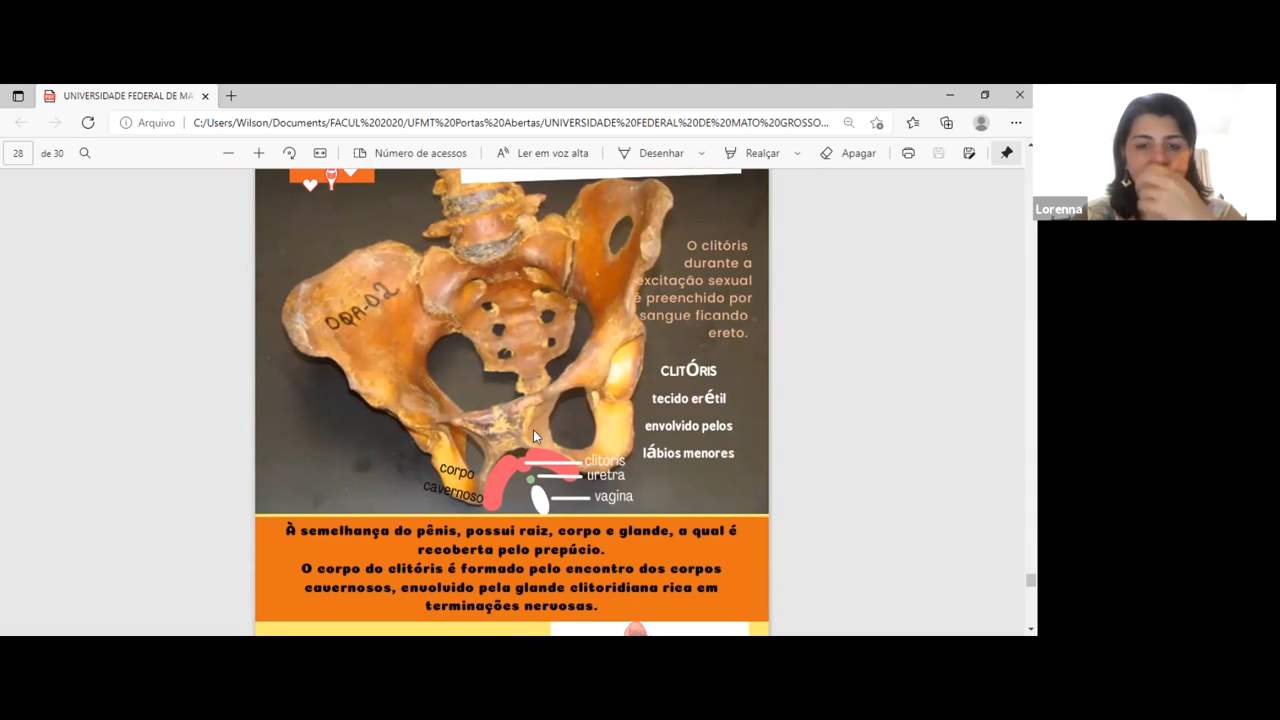 UNIVERSIDADE FEDERAL DE MA
Arquivo
C:/Users/Wilson/Documents/FACUL%202020/UFMT%20Portas%20Abertas/UNIVERSIDADE%20FEDERAL%20DE%20MATO%20GROSSO...
28 de 30
Número de acessos
Ler em voz alta
Desenhar
Realçar
Apagar
Lorenna
OQA-02
O clitóris
durante a
excitação sexual
é preenchido por
sangue ficando
ereto.
CLITÓRIS
tecido erétil
envolvido pelos
lábios menores
corpo
cavernoso
clitoris
uretra
vagina
À semelhança do pênis, possui raiz, corpo e glande, a qual é
recoberta pelo prepúcio.
O corpo do clitóris é formado pelo encontro dos corpos
cavernosos, envolvido pela glande clitoridiana rica em
terminações nervosas.